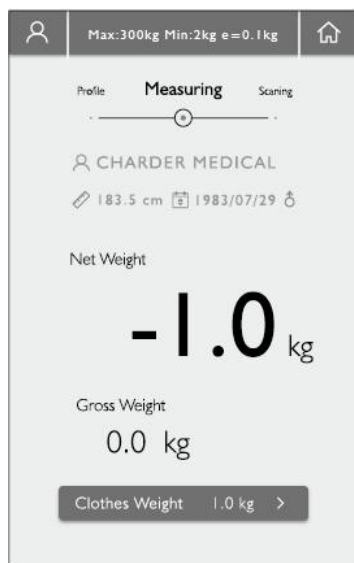 Max:300kg Min:2kg e=0.1kg
Profile Measuring Scaning
CHARDER MEDICAL
183.5 cm 1983/07/29
Net Weight
-1.0 kg
Gross Weight
0.0 kg
Clothes Weight 1.0 kg >